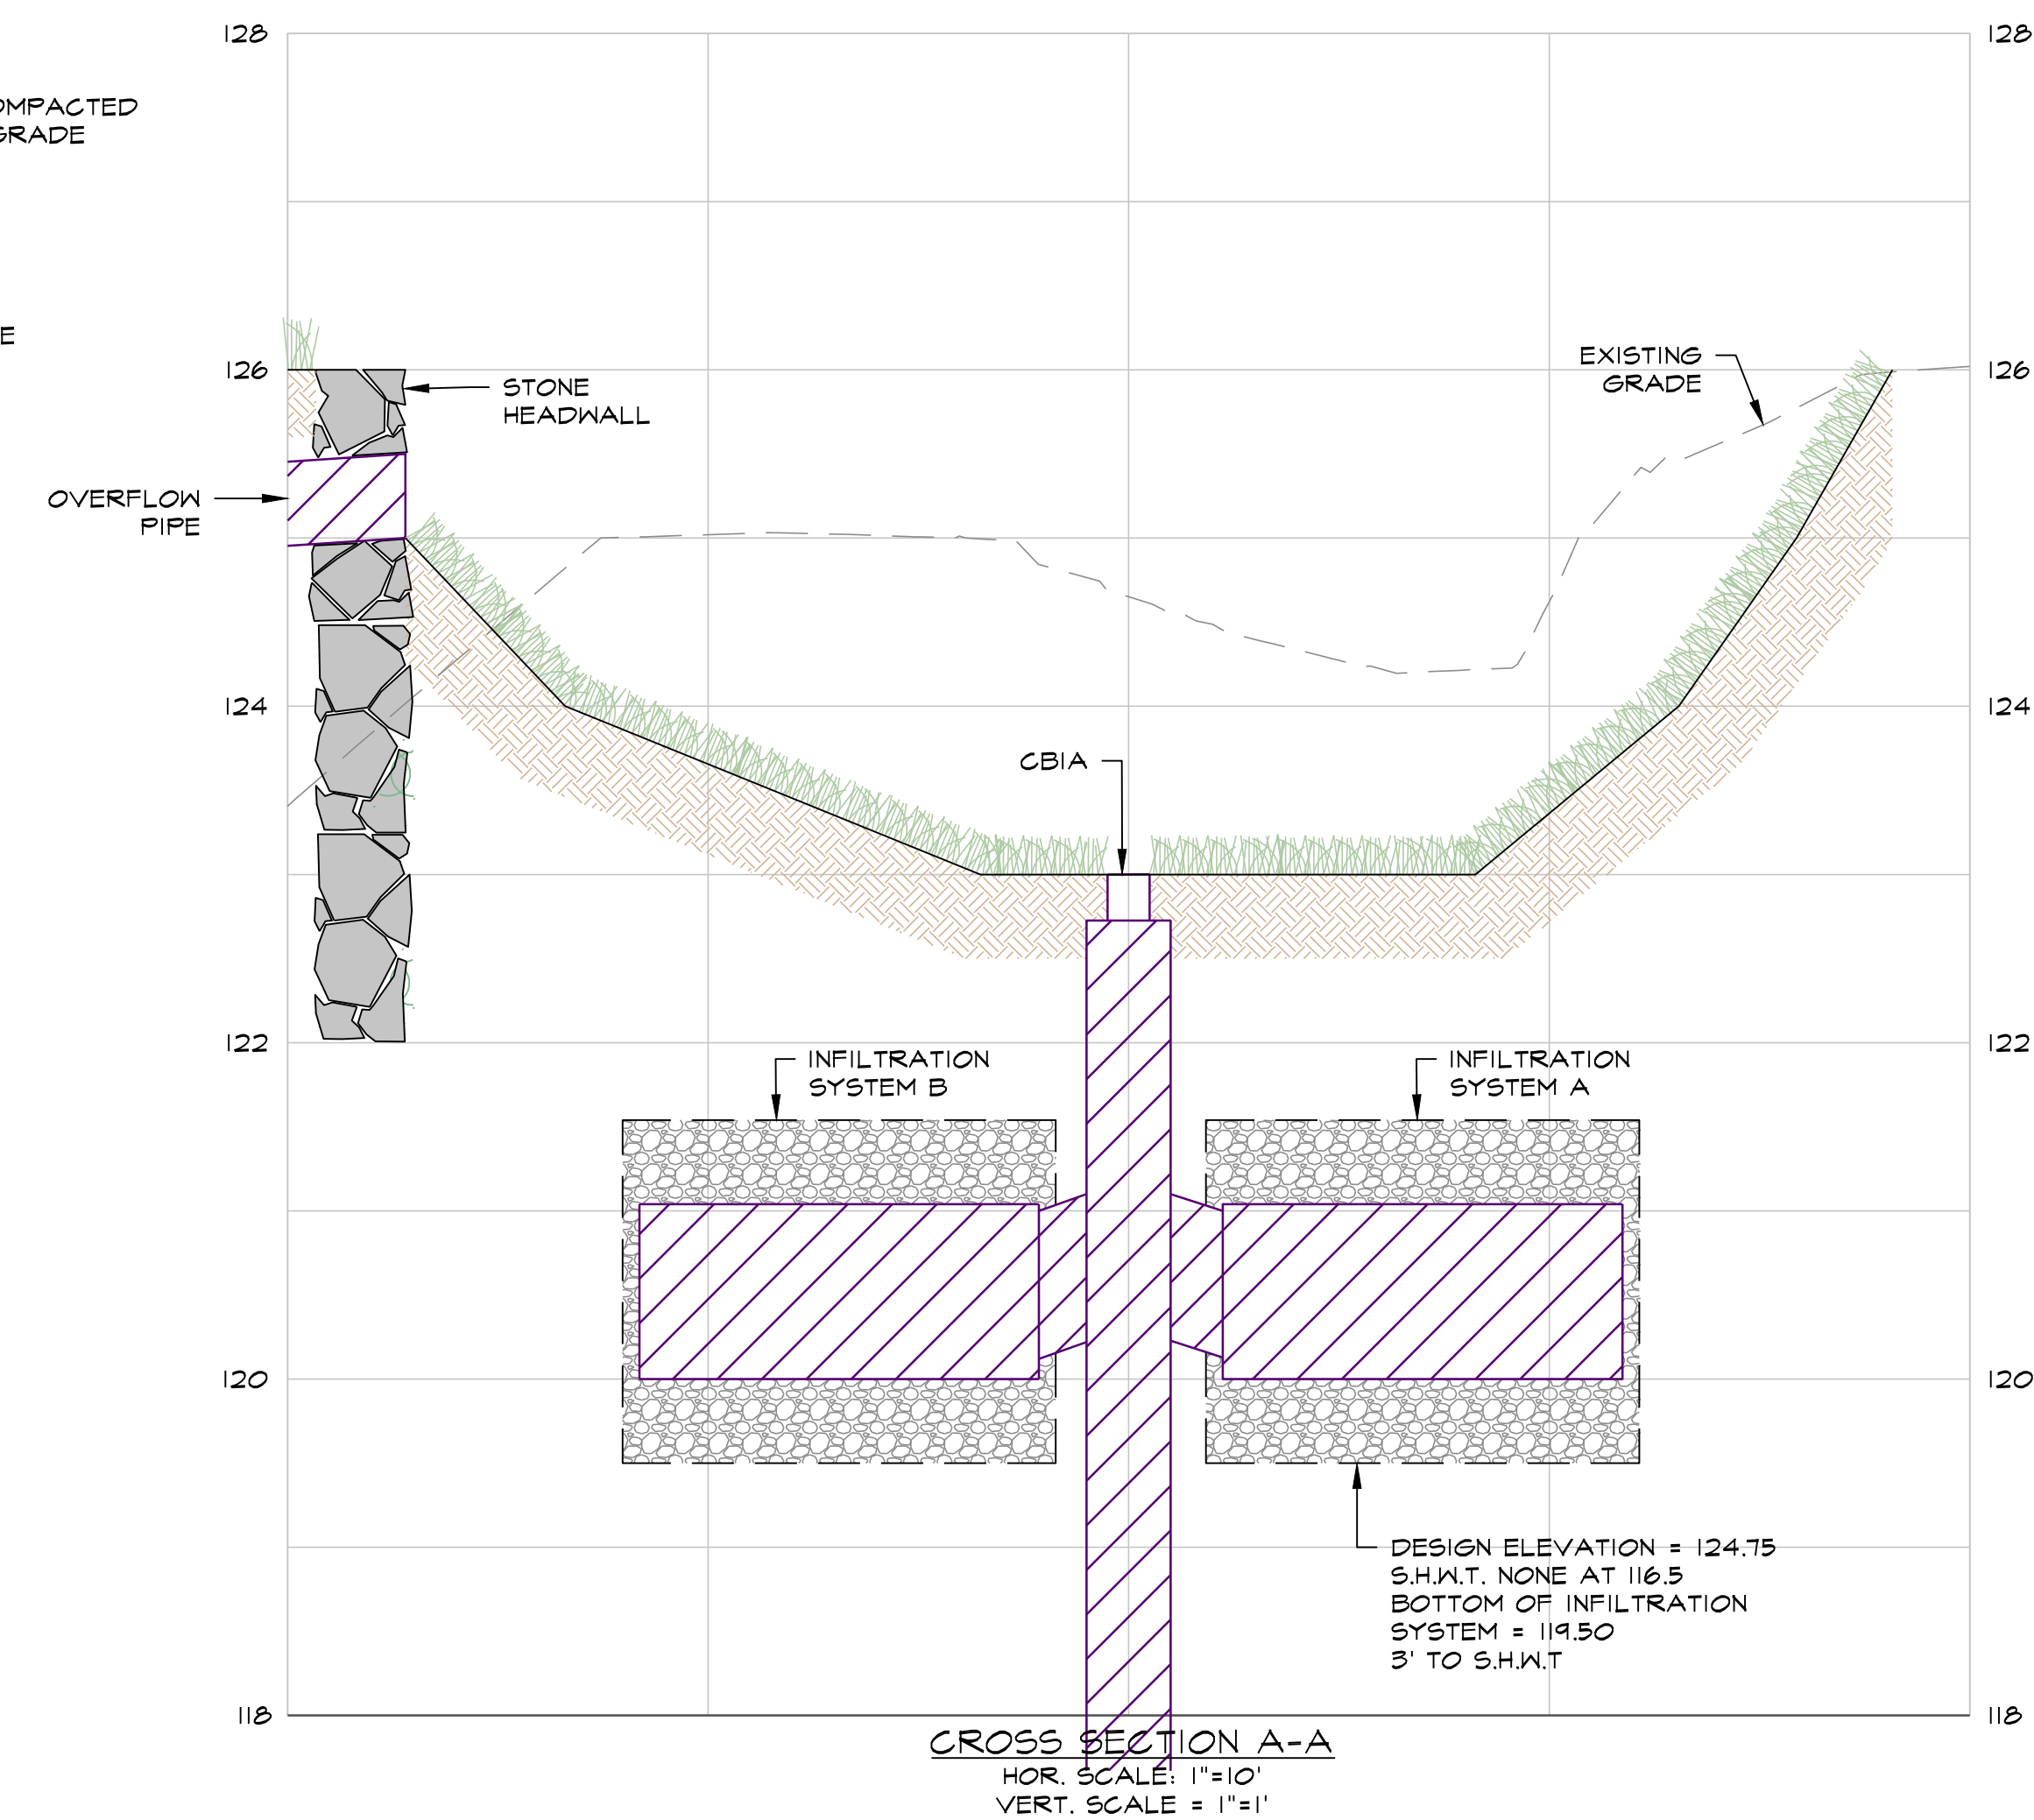 128
128
OMPACTED
GRADE
E
126
126
STONE
HEADWALL
EXISTING
GRADE
OVERFLOW
PIPE
124
124
CB1A
122
122
INFILTRATION
SYSTEM B
INFILTRATION
SYSTEM A
120
120
DESIGN ELEVATION = 124.75
S.H.W.T. NONE AT 116.5
BOTTOM OF INFILTRATION
SYSTEM = 119.50
3' TO S.H.W.T
118
118
CROSS SECTION A-A
HOR. SCALE: 1"=10'
VERT. SCALE = 1"=1'